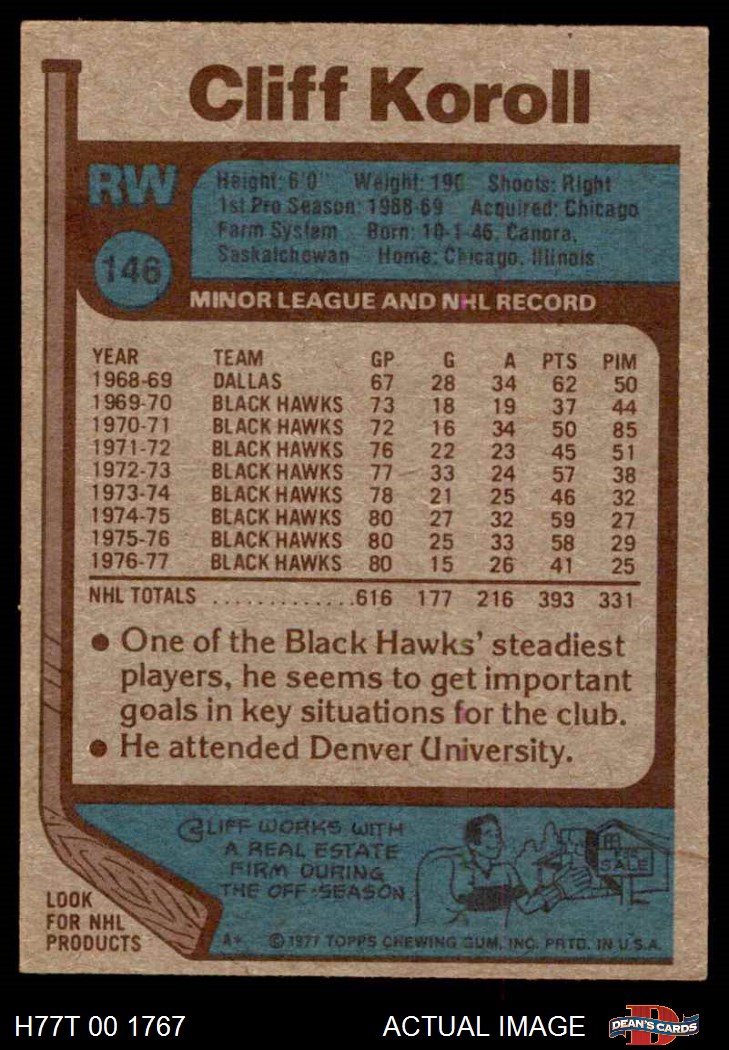 Cliff Koroll
RW
146
Height: 6'0" Weight: 190 Shoots: Right
1st Pro Season: 1968-69 Acquired: Chicago
Farm System Born: 10-1-46, Canora,
Saskatchewan Home: Chicago, Illinois
MINOR LEAGUE AND NHL RECORD
YEAR TEAM GP G A PTS PIM
1968-69 DALLAS 67 28 34 62 50
1969-70 BLACK HAWKS 73 18 19 37 44
1970-71 BLACK HAWKS 72 16 34 50 85
1971-72 BLACK HAWKS 76 22 23 45 51
1972-73 BLACK HAWKS 77 33 24 57 38
1973-74 BLACK HAWKS 78 21 25 46 32
1974-75 BLACK HAWKS 80 27 32 59 27
1975-76 BLACK HAWKS 80 25 33 58 29
1976-77 BLACK HAWKS 80 15 26 41 25
NHL TOTALS .............616 177 216 393 331
● One of the Black Hawks' steadiest
players, he seems to get important
goals in key situations for the club.
● He attended Denver University.
CLIFF WORKS WITH
A REAL ESTATE
FIRM DURING
THE OFF-SEASON
FOR
SALE
LOOK
FOR NHL
PRODUCTS
A* © 1977 TOPPS CHEWING GUM, INC. PRTD. IN U.S.A.
H77T 00 1767 ACTUAL IMAGE DEAN'S CARDS